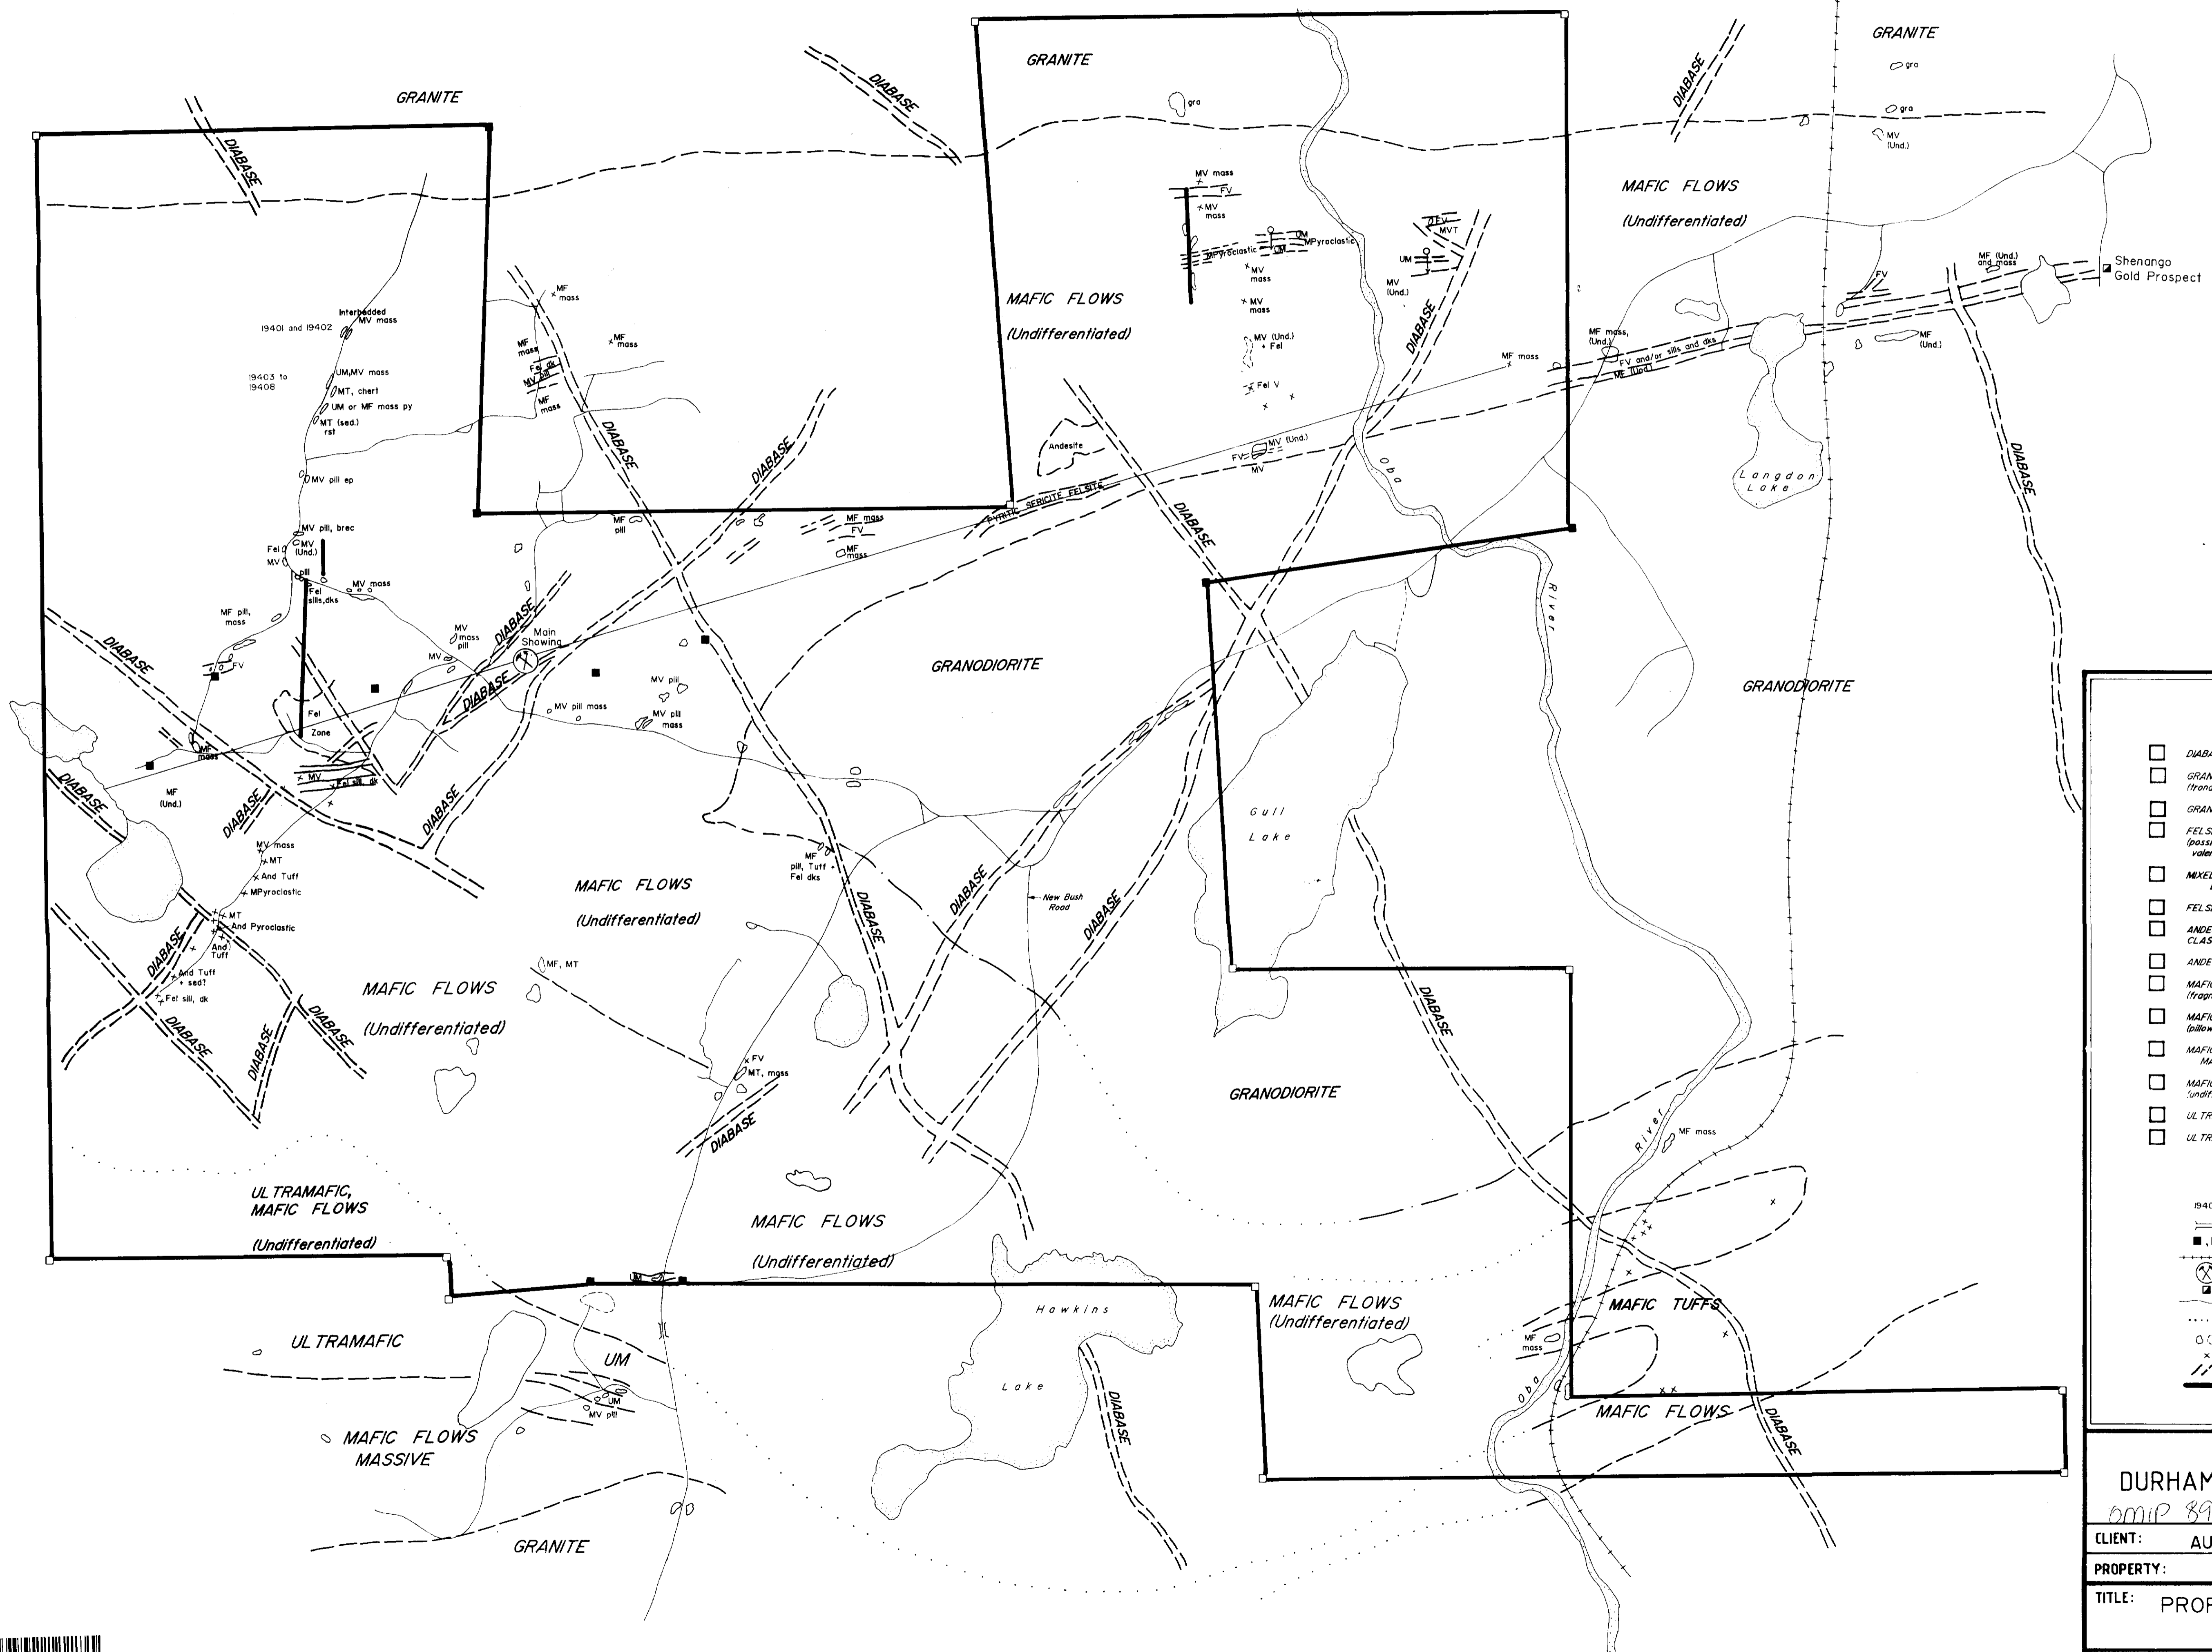 GRANITE
GRANITE
GRANITE
gra
gra
gra
MV
(Und.)
DIABASE
DIABASE
DIABASE
MAFIC FLOWS
(Undifferentiated)
MV mass
FV
MV
mass
UM
MPyroclastic
MPyroclastic
UM
MV
mass
MV
mass
FV
MVT
UM
MV
(Und.)
MAFIC FLOWS
(Undifferentiated)
MV (Und.)
+ Fel
Fel V
DIABASE
MF mass
MF mass,
(Und.)
FV and/or sills and dks
MF (Und.)
FV
MF (Und.)
and mass
MF
(Und.)
Shenango
Gold Prospect
Interbedded
MV mass
19401 and 19402
19403 to
19408
UM,MV mass
MT, chert
UM or MF mass py
MT (sed.)
rst
MF
mass
MF
mass
MF
mass
Fel dk
MV pill
MF
mass
DIABASE
DIABASE
Andesite
FV
MV (Und.)
MV
PYRITIC SERICITE FELSITE
DIABASE
Oba
River
Langdon
Lake
DIABASE
MV pill ep
MV pill, brec
Fel
MV
(Und.)
MV
pill
Fel
sills,dks
MV mass
MF
pill
MF mass
FV
MF
mass
MF pill,
mass
FV
MV
mass
pill
MV
Main
Showing
DIABASE
DIABASE
DIABASE
GRANODIORITE
GRANODIORITE
MV pill
MV pill mass
MV pill
mass
Fel
Zone
MF
mass
MV
Fel sill, dk
MF
(Und.)
DIABASE
DIABASE
DIABASE
Gull
Lake
MV mass
MT
And Tuff
MPyroclastic
MT
And Pyroclastic
And
Tuff
And Tuff
+ sed?
Fel sill, dk
DIABASE
DIABASE
DIABASE
DIABASE
MAFIC FLOWS
(Undifferentiated)
MF
pill, Tuff +
Fel dks
DIABASE
DIABASE
DIABASE
New Bush
Road
MF, MT
MAFIC FLOWS
(Undifferentiated)
FV
MT, mass
DIABASE
DIABASE
GRANODIORITE
River
MF mass
ULTRAMAFIC,
MAFIC FLOWS
(Undifferentiated)
MAFIC FLOWS
(Undifferentiated)
UM
ULTRAMAFIC
UM
UM
MV pill
MAFIC FLOWS
MASSIVE
GRANITE
Hawkins
Lake
DIABASE
MAFIC FLOWS
(Undifferentiated)
MAFIC TUFFS
MF
mass
Oba
MAFIC FLOWS
DIABASE
DURHAM
OMIP 89
CLIENT: AU
PROPERTY:
TITLE: PROP